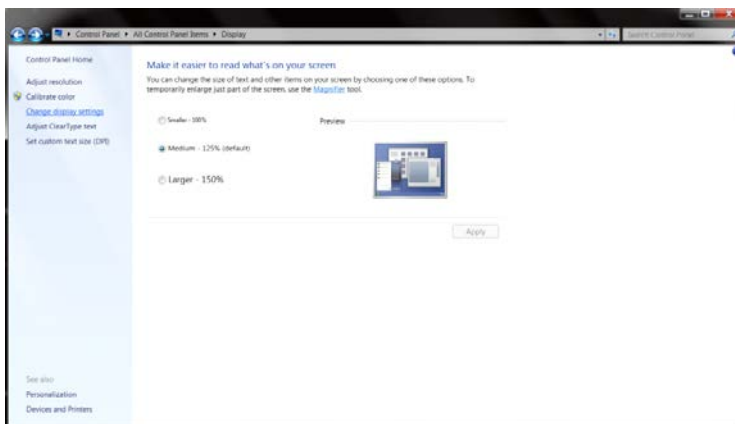 Control Panel ▸ All Control Panel Items ▸ Display
Search Control Panel
Control Panel Home
Adjust resolution
Calibrate color
Change display settings
Adjust ClearType text
Set custom text size (DPI)
Make it easier to read what's on your screen
You can change the size of text and other items on your screen by choosing one of these options. To
temporarily enlarge just part of the screen, use the Magnifier tool.
Smaller - 100%
Preview
Medium - 125% (default)
Larger - 150%
Apply
See also
Personalization
Devices and Printers